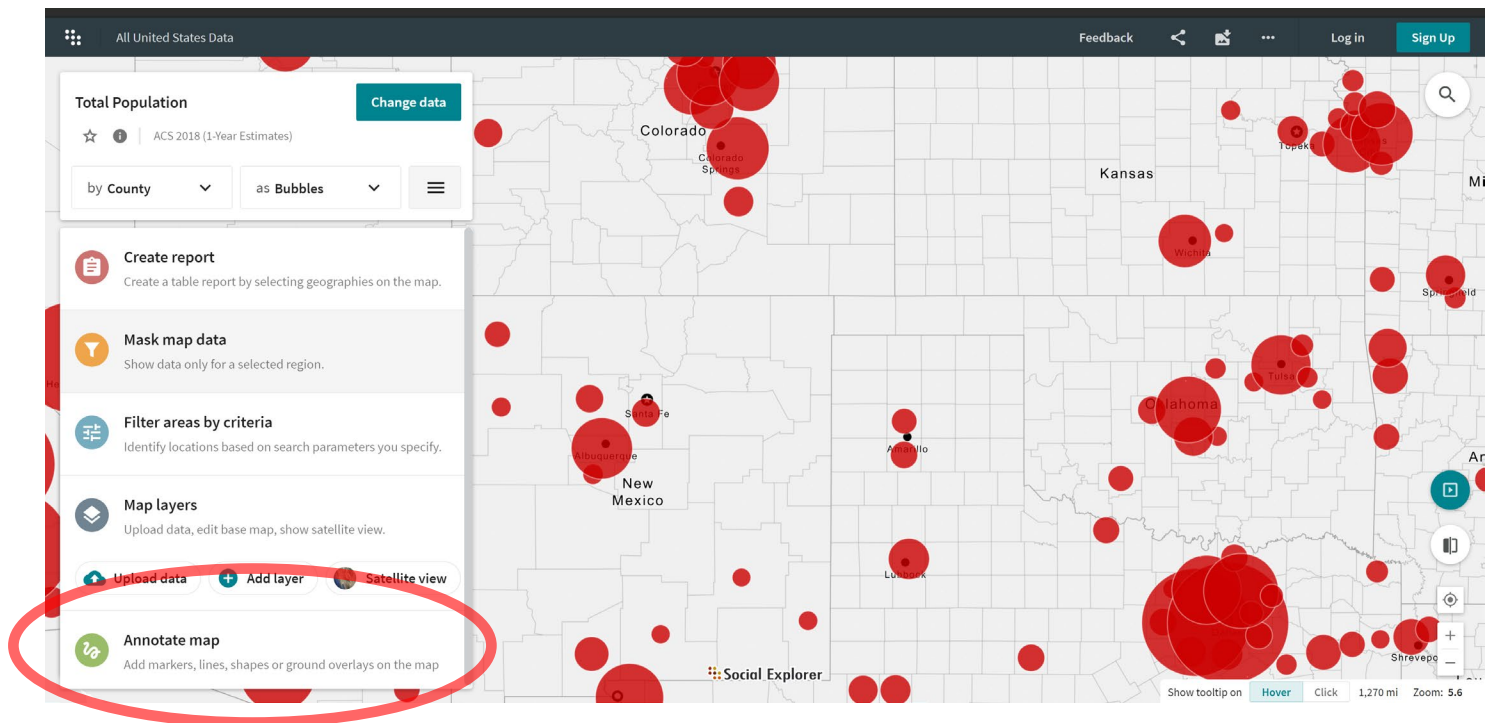 All United States Data
Feedback
Log in
Sign Up
Total Population
Change data
ACS 2018 (1-Year Estimates)
by County
as Bubbles
Create report
Create a table report by selecting geographies on the map.
Mask map data
Show data only for a selected region.
Filter areas by criteria
Identify locations based on search parameters you specify.
Map layers
Upload data, edit base map, show satellite view.
Upload data
Add layer
Satellite view
Annotate map
Add markers, lines, shapes or ground overlays on the map
Colorado
Colorado
Springs
Kansas
Topeka
Mi
Wichita
Springfield
Tulsa
Oklahoma
Santa Fe
Albuquerque
Amarillo
New
Mexico
Lubbock
Ar
Shrevepo
Social Explorer
Show tooltip on
Hover
Click
1,270 mi
Zoom: 5.6